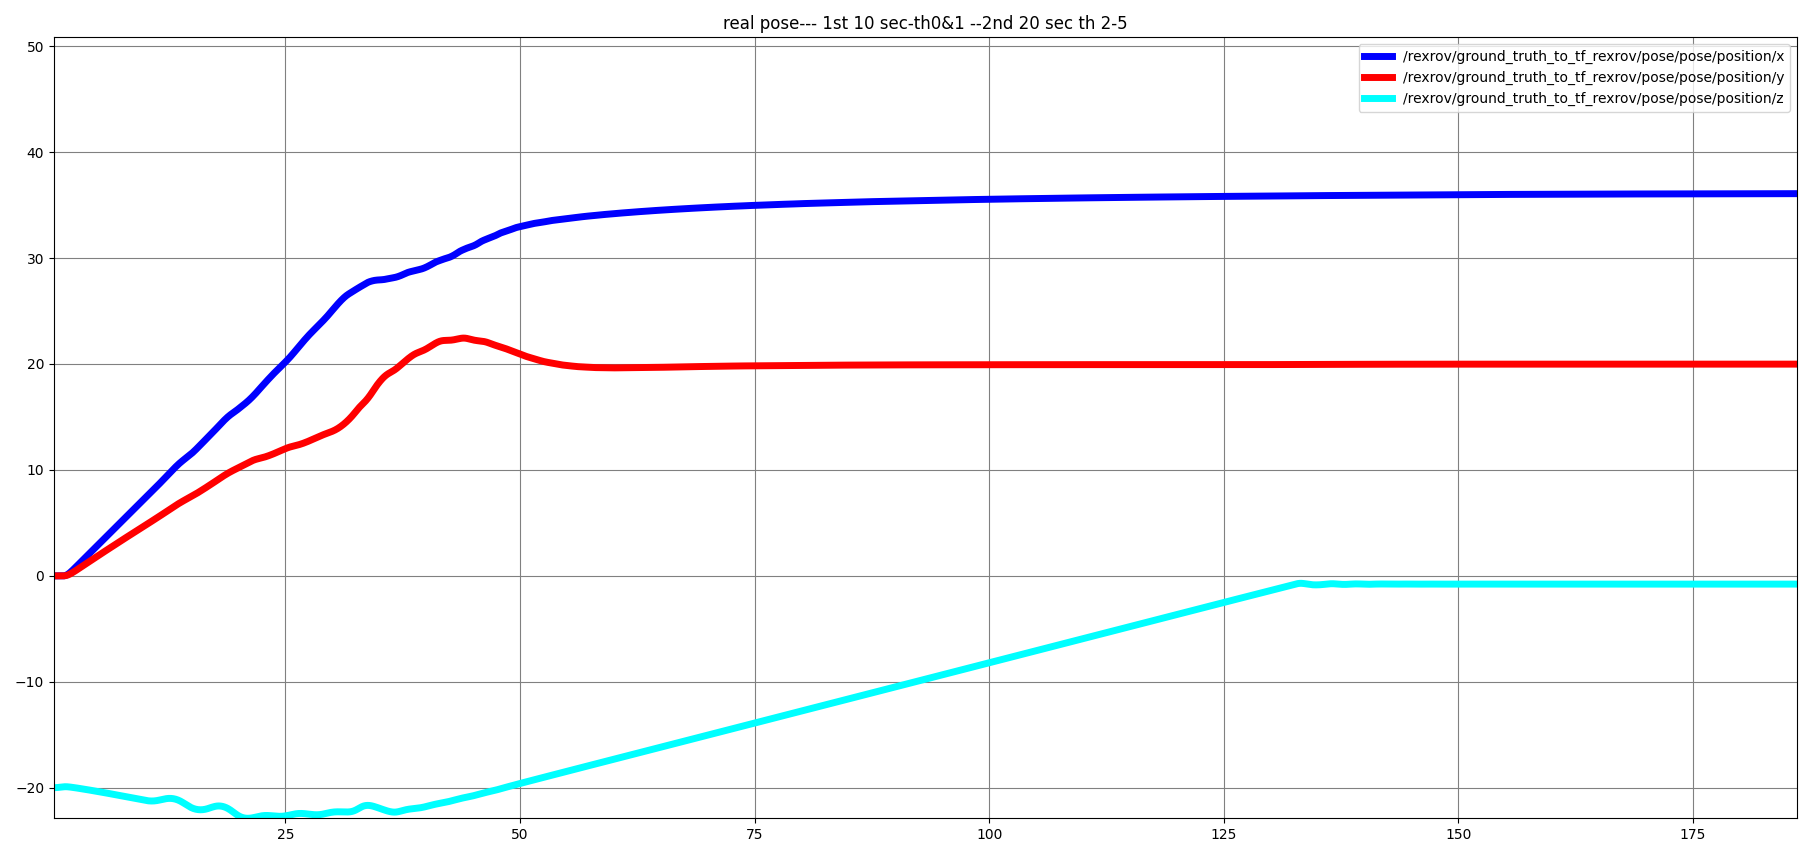 real pose--- 1st 10 sec-th0&1 --2nd 20 sec th 2-5
/rexrov/ground_truth_to_tf_rexrov/pose/pose/position/x
/rexrov/ground_truth_to_tf_rexrov/pose/pose/position/y
/rexrov/ground_truth_to_tf_rexrov/pose/pose/position/z
50
40
30
20
10
0
−10
−20
25 50 75 100 125 150 175